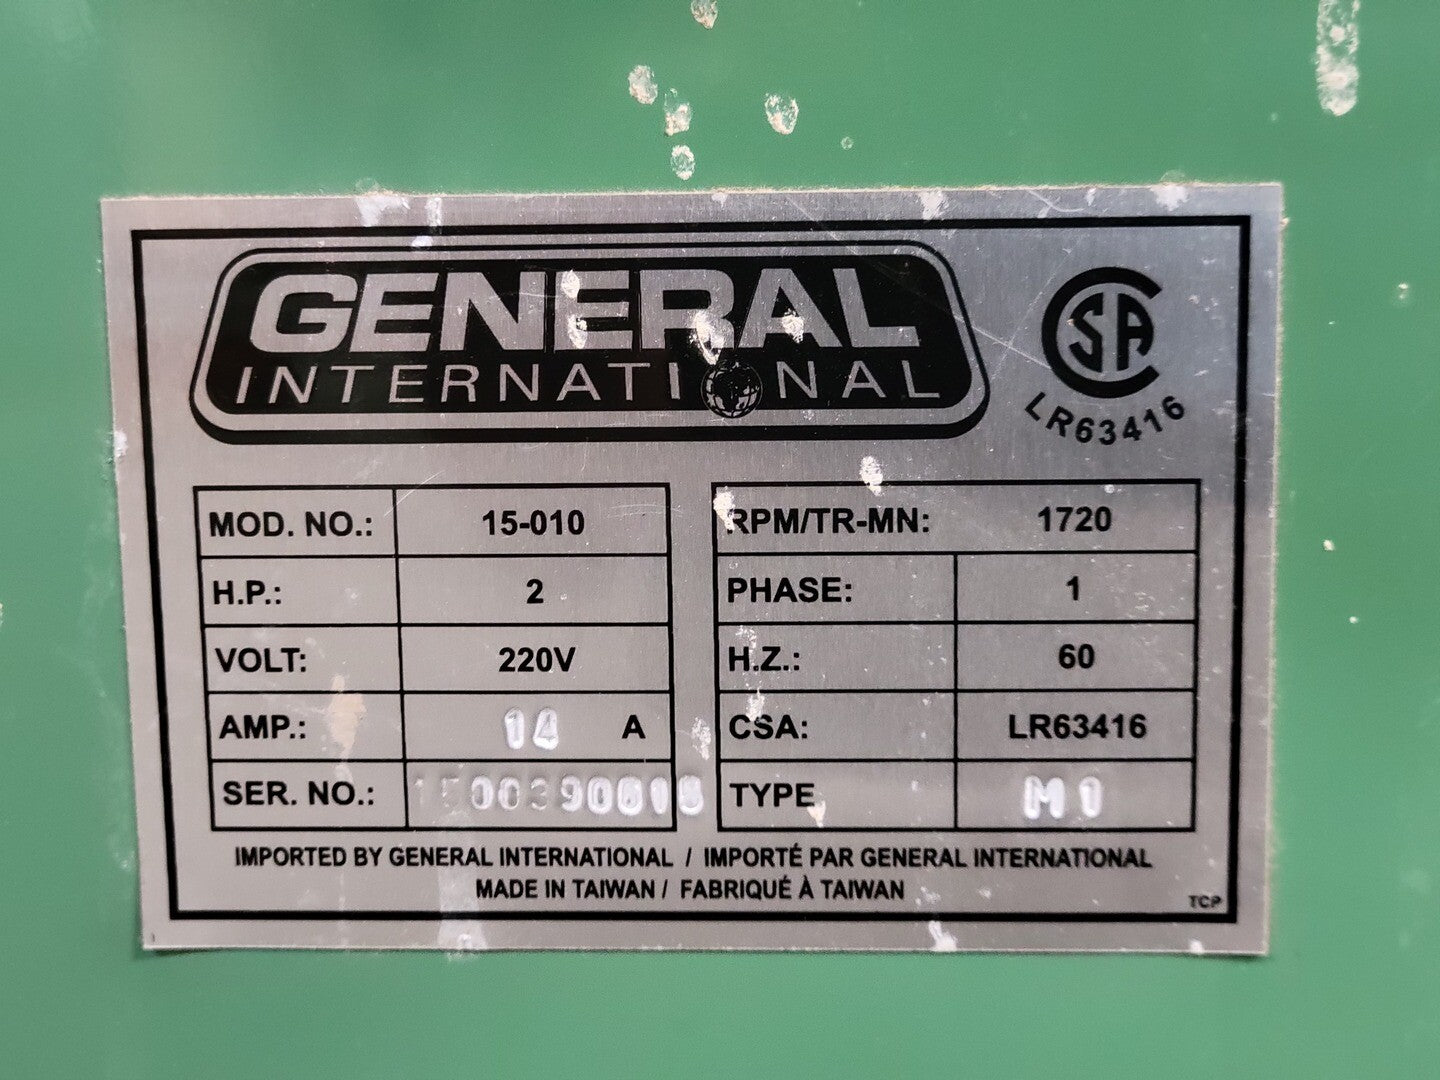 GENERAL
INTERNATIONAL
CSA
LR63416
MOD. NO.: 15-010
H.P.: 2
VOLT: 220V
AMP.: 14 A
SER. NO.:
RPM/TR-MN: 1720
PHASE: 1
H.Z.: 60
CSA: LR63416
TYPE M1
IMPORTED BY GENERAL INTERNATIONAL / IMPORTÉ PAR GENERAL INTERNATIONAL
MADE IN TAIWAN / FABRIQUÉ À TAIWAN
TCP